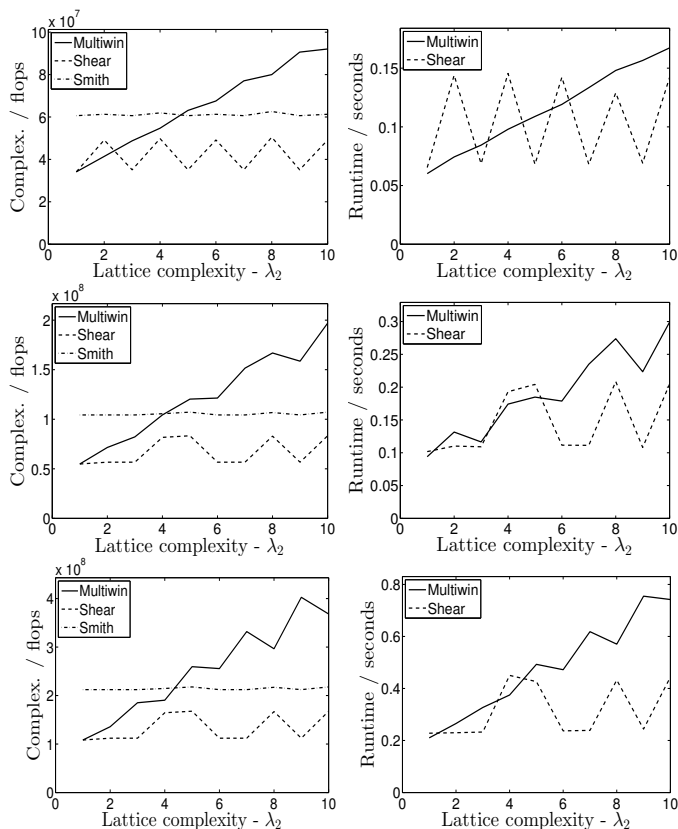 x 10^7
Complex. / flops
10
8
6
4
2
0
Multiwin
Shear
Smith
0 2 4 6 8 10
Lattice complexity - λ₂
Runtime / seconds
0.15
0.1
0.05
0
Multiwin
Shear
0 2 4 6 8 10
Lattice complexity - λ₂
x 10^8
Complex. / flops
2
1.5
1
0.5
0
Multiwin
Shear
Smith
0 2 4 6 8 10
Lattice complexity - λ₂
Runtime / seconds
0.3
0.25
0.2
0.15
0.1
0.05
0
Multiwin
Shear
0 2 4 6 8 10
Lattice complexity - λ₂
x 10^8
Complex. / flops
4
3
2
1
0
Multiwin
Shear
Smith
0 2 4 6 8 10
Lattice complexity - λ₂
Runtime / seconds
0.8
0.6
0.4
0.2
0
Multiwin
Shear
0 2 4 6 8 10
Lattice complexity - λ₂